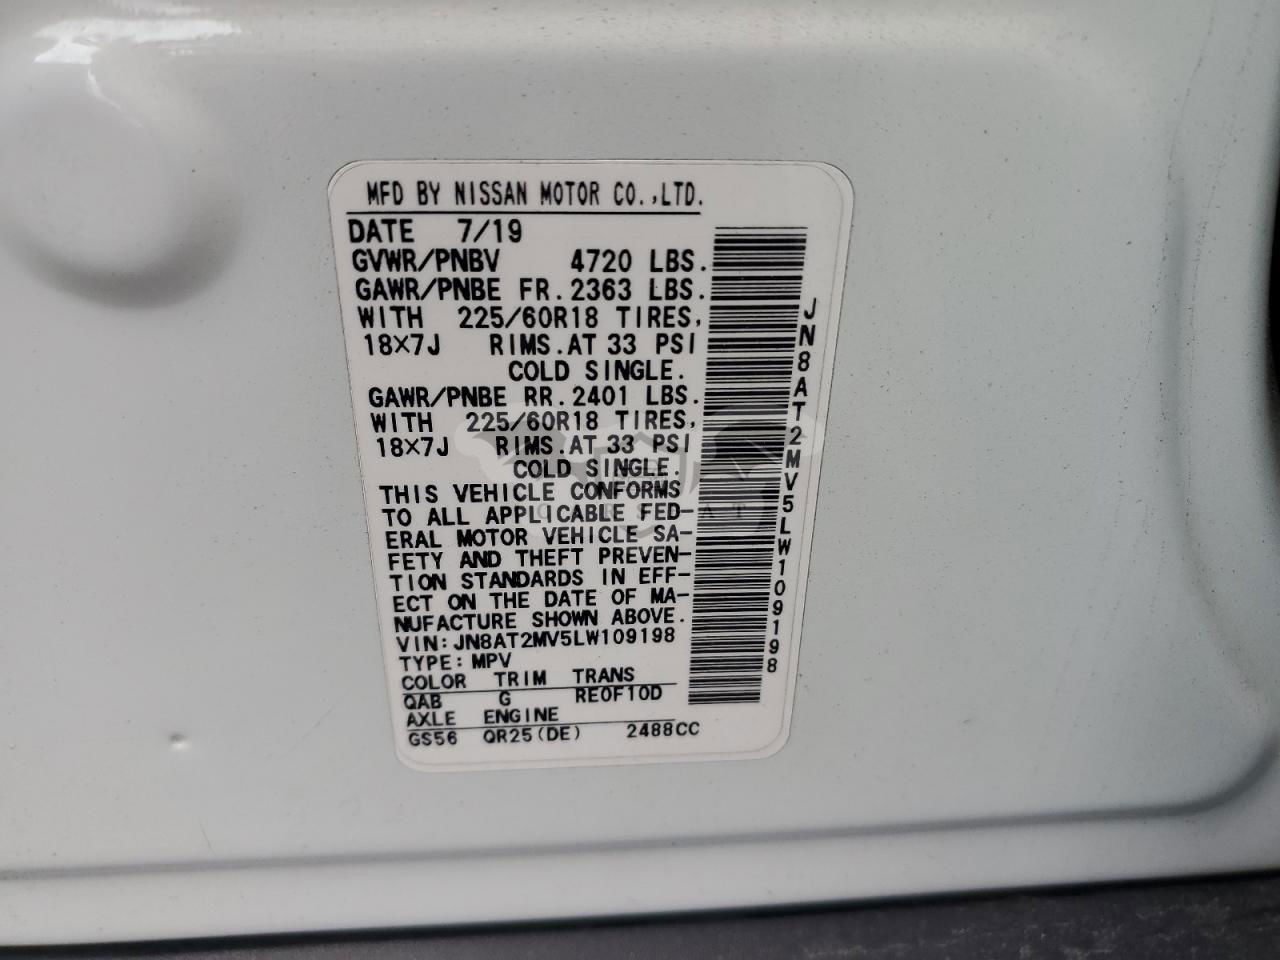 MFD BY NISSAN MOTOR CO.,LTD.
DATE 7/19
GVWR/PNBV 4720 LBS.
GAWR/PNBE FR.2363 LBS.
WITH 225/60R18 TIRES,
18×7J RIMS.AT 33 PSI
COLD SINGLE.
GAWR/PNBE RR.2401 LBS.
WITH 225/60R18 TIRES,
18×7J RIMS.AT 33 PSI
COLD SINGLE.
THIS VEHICLE CONFORMS
TO ALL APPLICABLE FED-
ERAL MOTOR VEHICLE SA-
FETY AND THEFT PREVEN-
TION STANDARDS IN EFF-
ECT ON THE DATE OF MA-
NUFACTURE SHOWN ABOVE.
VIN:JN8AT2MV5LW109198
TYPE:MPV
COLOR TRIM TRANS
QAB G RE0F10D
AXLE ENGINE
GS56 QR25(DE) 2488CC
JN8AT2MV5LW109198